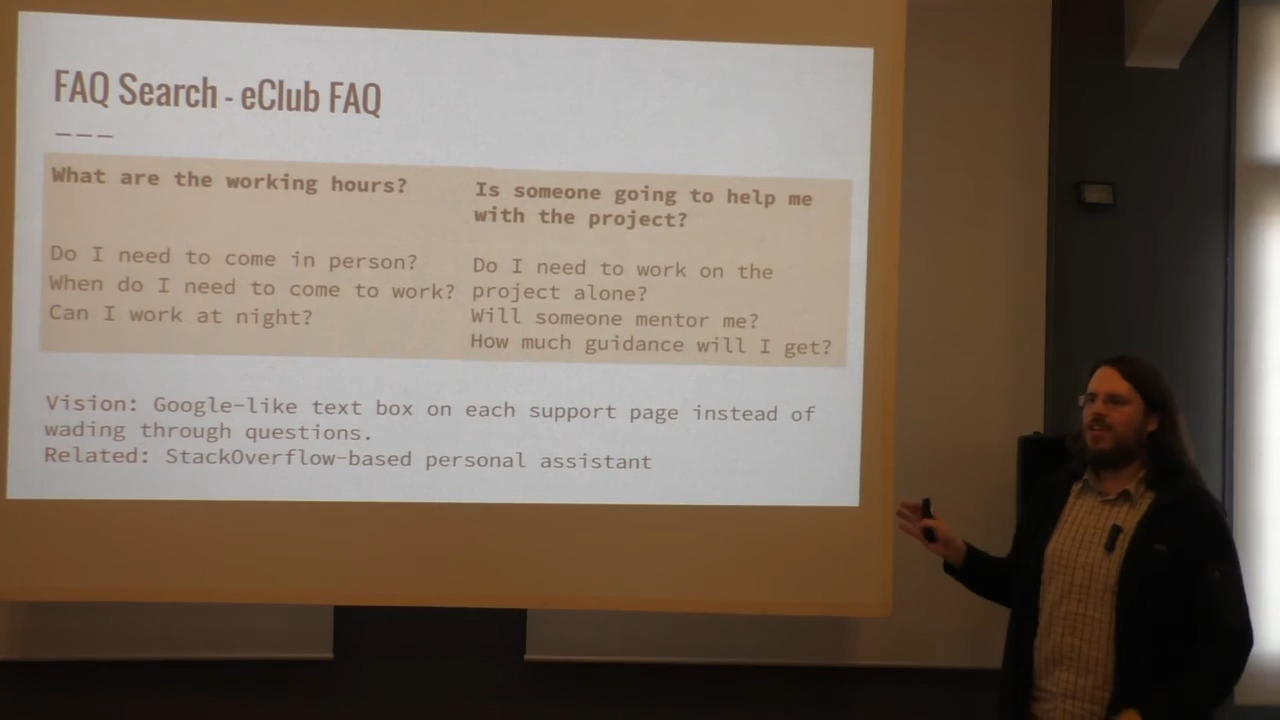 FAQ Search - eClub FAQ
———
What are the working hours?
Do I need to come in person?
When do I need to come to work?
Can I work at night?
Is someone going to help me
with the project?
Do I need to work on the
project alone?
Will someone mentor me?
How much guidance will I get?
Vision: Google-like text box on each support page instead of
wading through questions.
Related: StackOverflow-based personal assistant